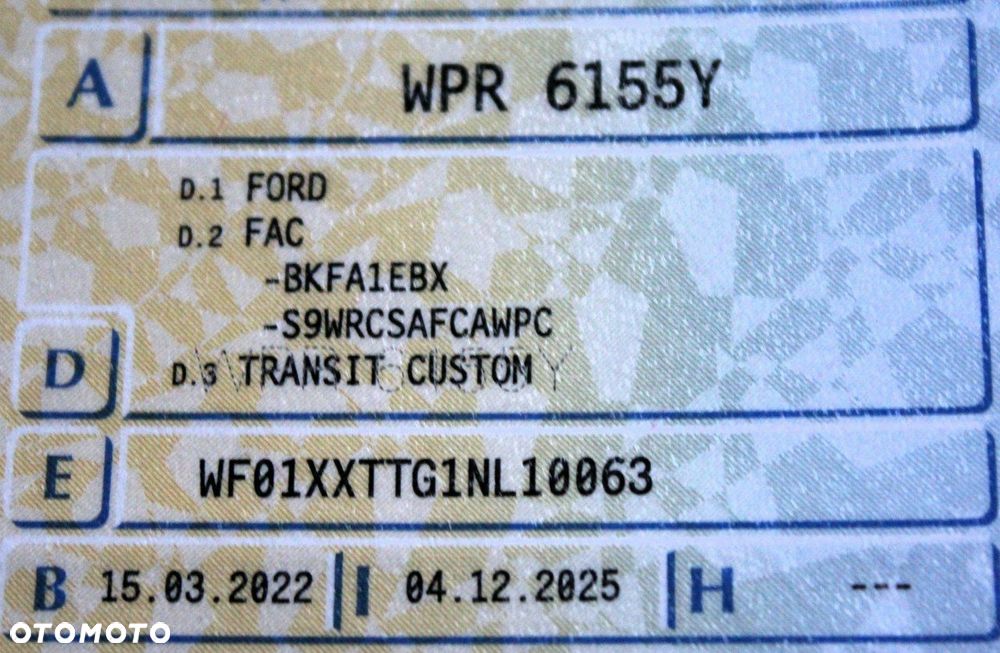 A WPR 6155Y
D.1 FORD
D.2 FAC
-BKFA1EBX
-S9WRCSAFCAWPC
D D.3 TRANSIT CUSTOM
E WF01XXTTG1NL10063
B 15.03.2022 I 04.12.2025 H ---
OTOMOTO